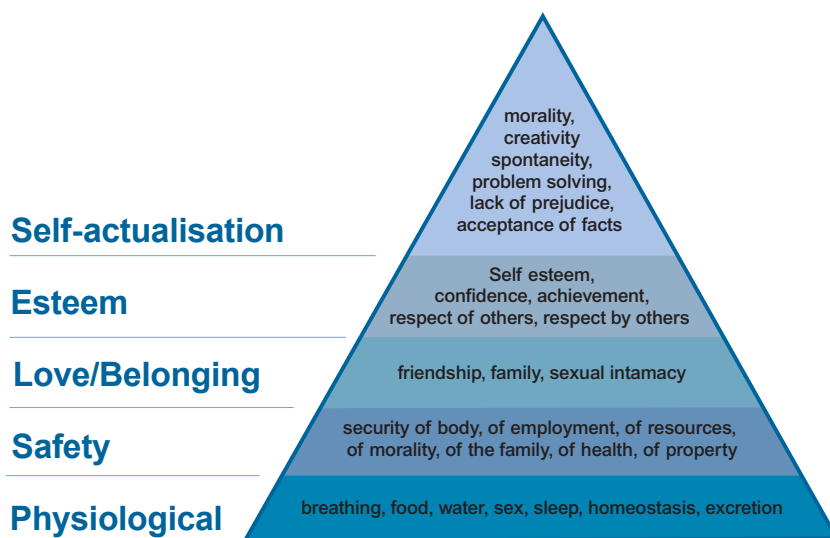 morality,
creativity
spontaneity,
problem solving,
lack of prejudice,
acceptance of facts
Self-actualisation
Self esteem,
confidence, achievement,
respect of others, respect by others
Esteem
friendship, family, sexual intamacy
Love/Belonging
security of body, of employment, of resources,
of morality, of the family, of health, of property
Safety
breathing, food, water, sex, sleep, homeostasis, excretion
Physiological